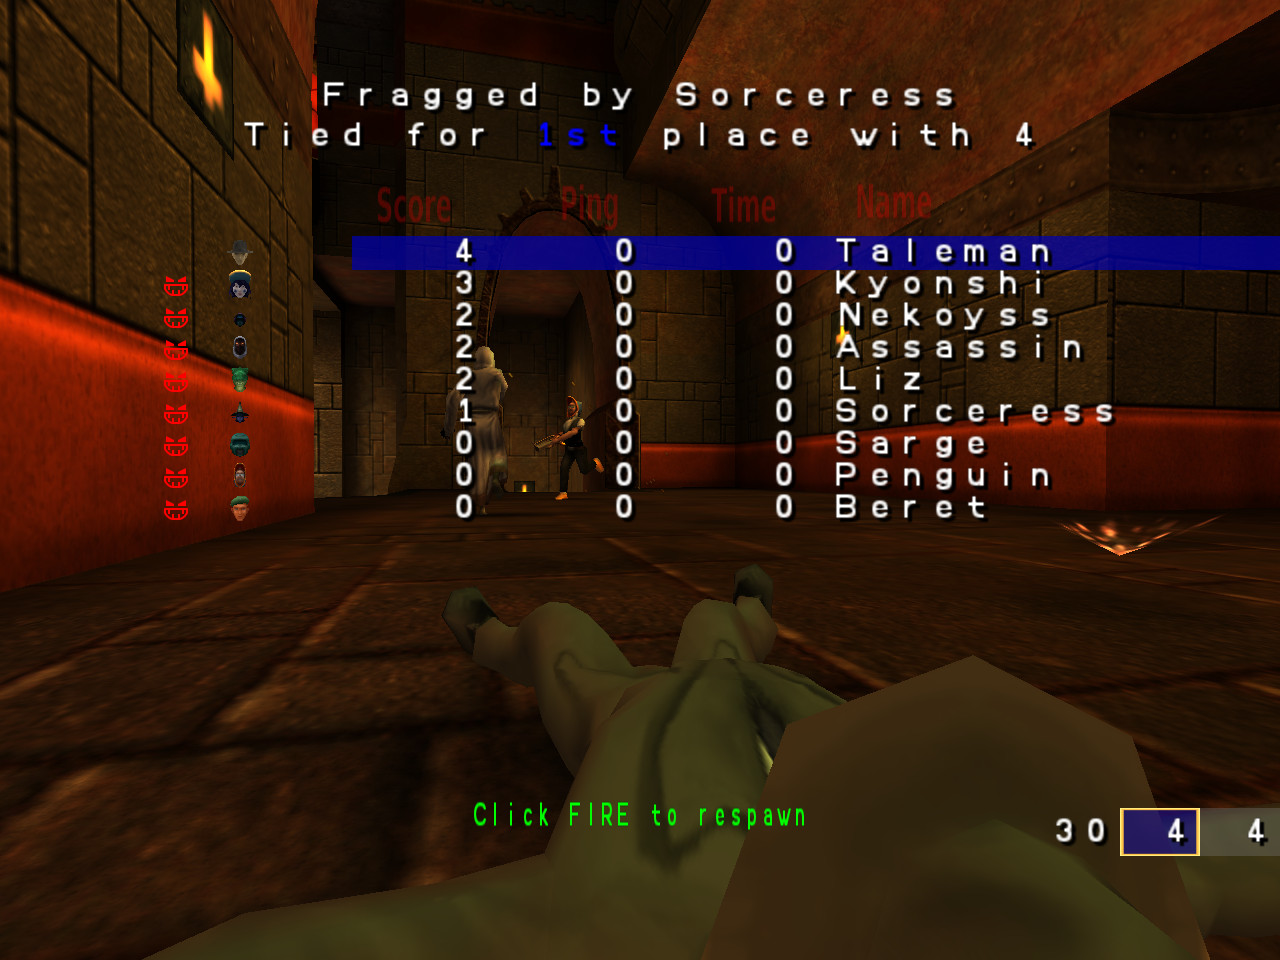 Fragged by Sorceress
Tied for 1st place with 4
Score Ping Time Name
4 0 0 Taleman
3 0 0 Kyonshi
2 0 0 Nekoyss
2 0 0 Assassin
2 0 0 Liz
1 0 0 Sorceress
0 0 0 Sarge
0 0 0 Penguin
0 0 0 Beret
Click FIRE to respawn
30 4 4